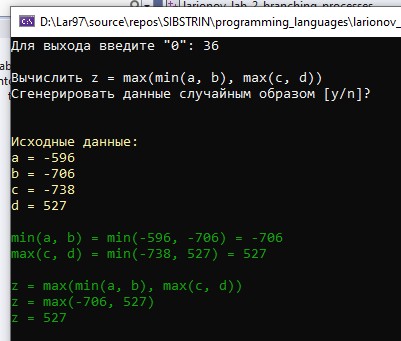 larionov_lab_2_branching_processes
D:\Lar97\source\repos\SIBSTRIN\programming_languages\larionov_
Для выхода введите "0": 36
Вычислить z = max(min(a, b), max(c, d))
Сгенерировать данные случайным образом [y/n]?
Исходные данные:
a = -596
b = -706
c = -738
d = 527
min(a, b) = min(-596, -706) = -706
max(c, d) = min(-738, 527) = 527
z = max(min(a, b), max(c, d))
z = max(-706, 527)
z = 527